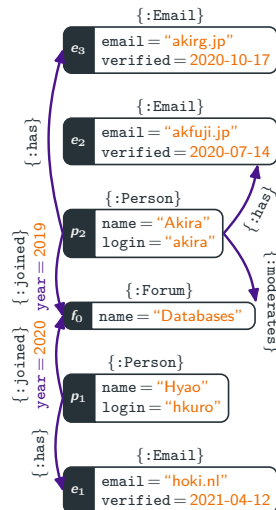 {:Email}
e3 email = “akirg.jp”
verified = 2020-10-17
{:has}
{:Email}
e2 email = “akfuji.jp”
verified = 2020-07-14
{:has}
{:Person}
p2 name = “Akira”
login = “akira”
{:joined}
year = 2019
{:moderates}
{:Forum}
f0 name = “Databases”
{:joined}
year = 2020
{:Person}
p1 name = “Hyao”
login = “hkuro”
{:has}
{:Email}
e1 email = “hoki.nl”
verified = 2021-04-12